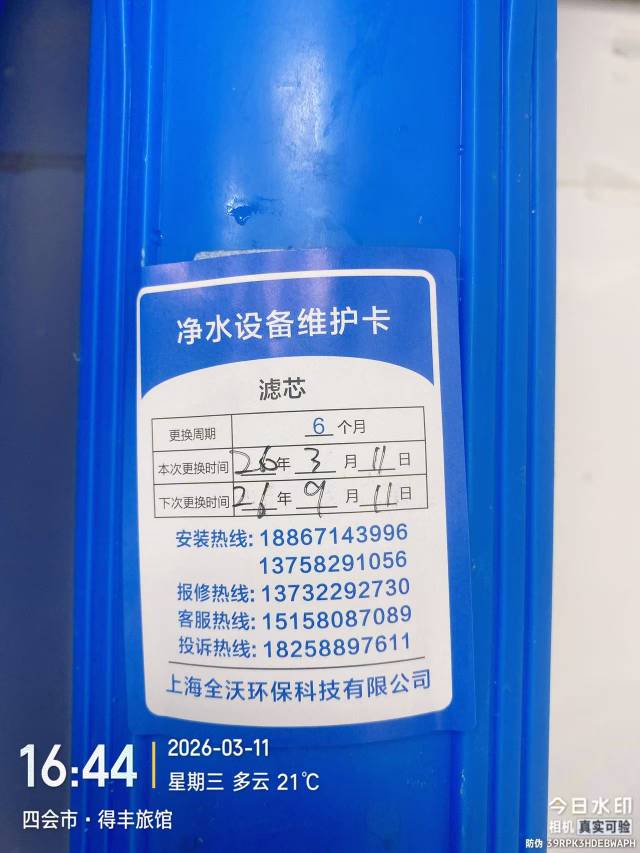 净水设备维护卡
滤芯
更换周期 6 个月
本次更换时间 26 年 3 月 11 日
下次更换时间 26 年 9 月 11 日
安装热线: 18867143996
13758291056
报修热线: 13732292730
客服热线: 15158087089
投诉热线: 18258897611
上海全沃环保科技有限公司
16:44
2026-03-11
星期三 多云 21℃
四会市·得丰旅馆
今日水印
相机 真实可验
防伪 39RPK3HDEBWAPH